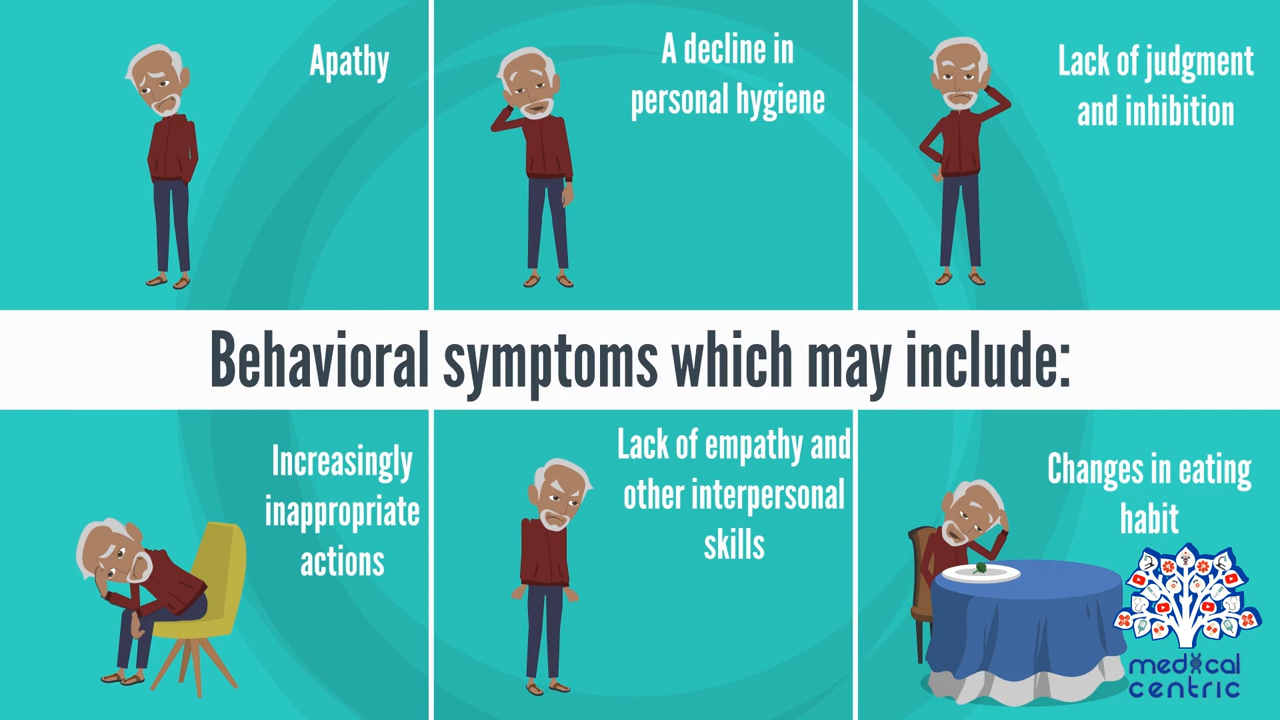 Apathy
A decline in
personal hygiene
Lack of judgment
and inhibition
Behavioral symptoms which may include:
Increasingly
inappropriate
actions
Lack of empathy and
other interpersonal
skills
Changes in eating
habit
medical
centric